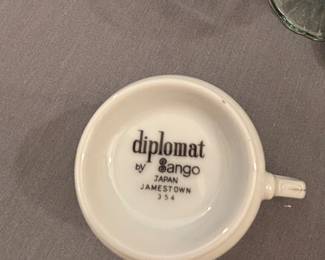 diplomat
by Sango
JAPAN
JAMESTOWN
354